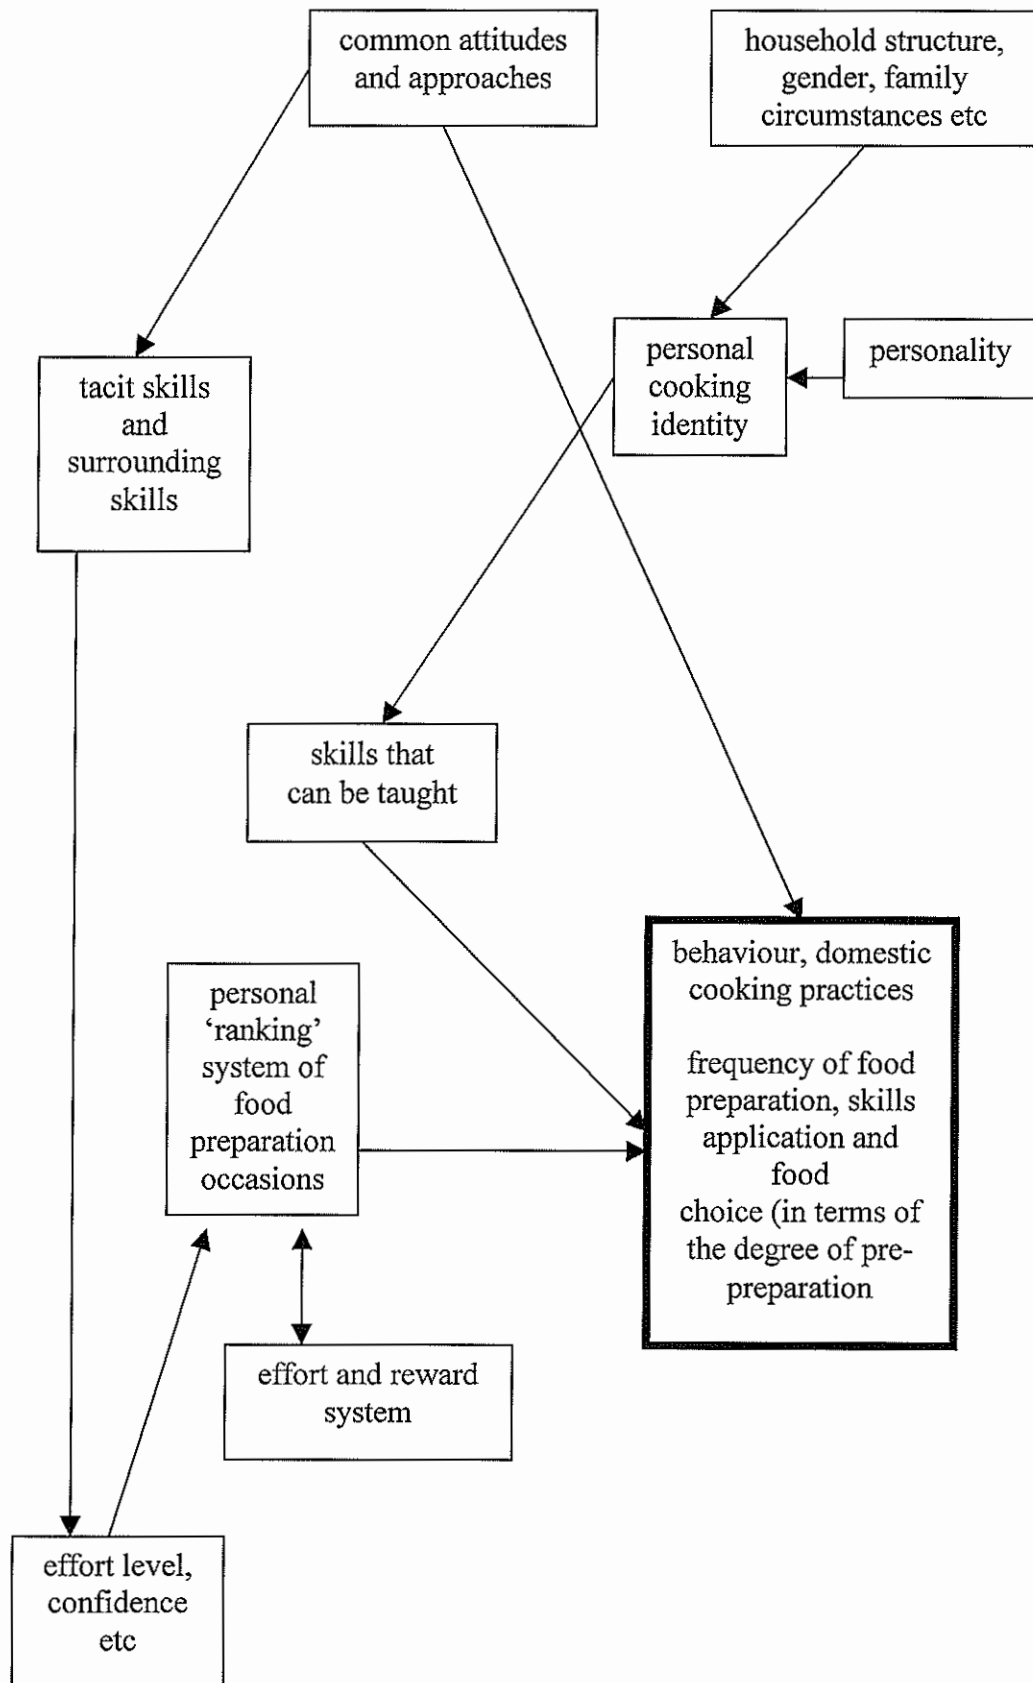 common attitudes
and approaches
household structure,
gender, family
circumstances etc
personal
cooking
identity
personality
tacit skills
and
surrounding
skills
skills that
can be taught
behaviour, domestic
cooking practices
frequency of food
preparation, skills
application and
food
choice (in terms of
the degree of pre-
preparation
personal
‘ranking’
system of
food
preparation
occasions
effort and reward
system
effort level,
confidence
etc